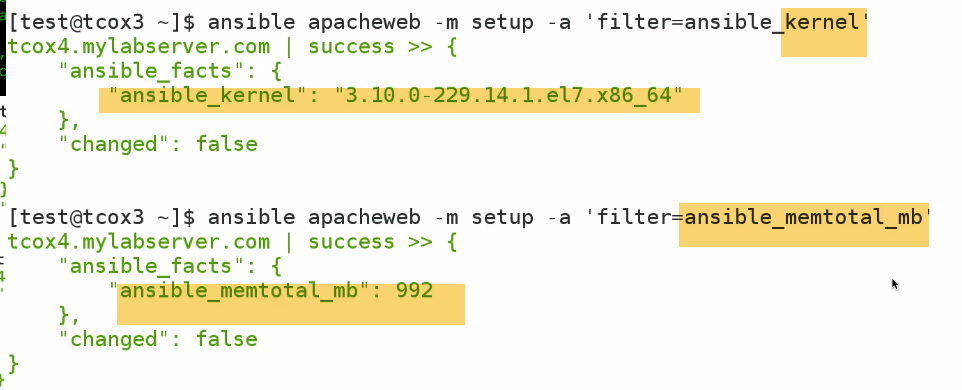 [test@tcox3 ~]$ ansible apacheweb -m setup -a 'filter=ansible_kernel'
tcox4.mylabserver.com | success >> {
    "ansible_facts": {
        "ansible_kernel": "3.10.0-229.14.1.el7.x86_64"
    },
    "changed": false
}
[test@tcox3 ~]$ ansible apacheweb -m setup -a 'filter=ansible_memtotal_mb'
tcox4.mylabserver.com | success >> {
    "ansible_facts": {
        "ansible_memtotal_mb": 992
    },
    "changed": false
}